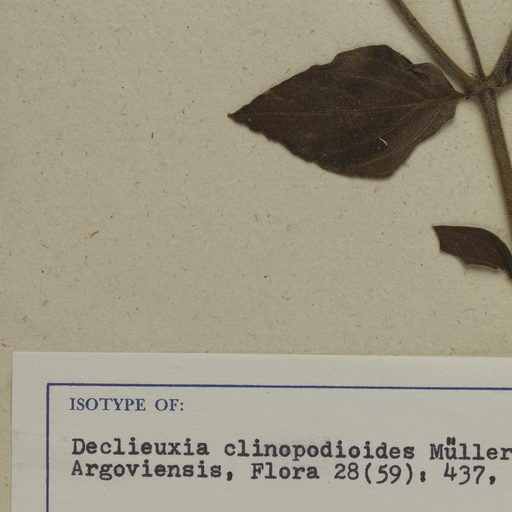 ISOTYPE OF:
Declieuxia clinopodioides Müller
Argoviensis, Flora 28(59): 437,